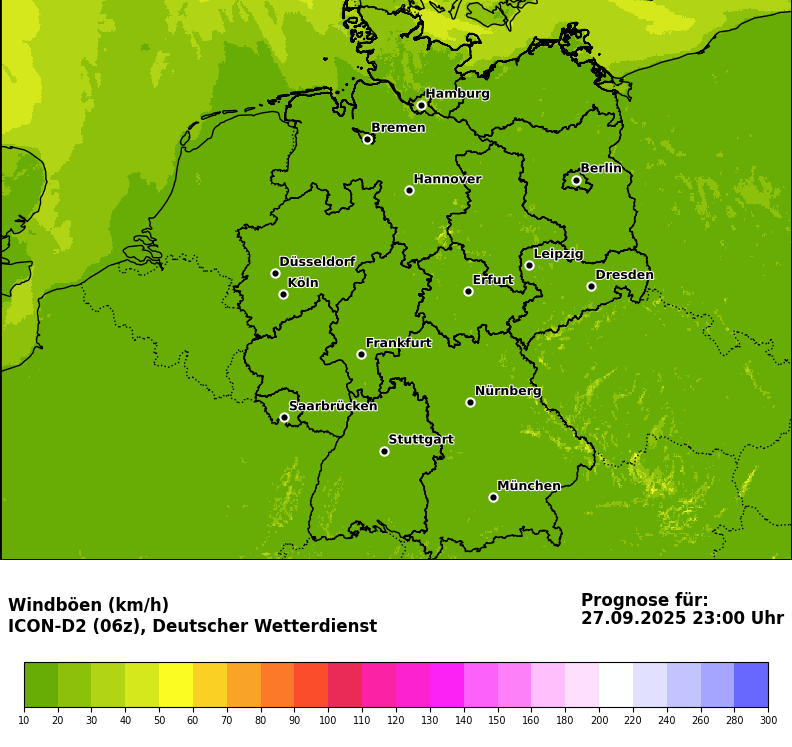 Hamburg
Bremen
Berlin
Hannover
Leipzig
Düsseldorf
Dresden
Köln
Erfurt
Frankfurt
Nürnberg
Saarbrücken
Stuttgart
München
Windböen (km/h)
ICON-D2 (06z), Deutscher Wetterdienst
Prognose für:
27.09.2025 23:00 Uhr
10 20 30 40 50 60 70 80 90 100 110 120 130 140 150 160 180 200 220 240 260 280 300